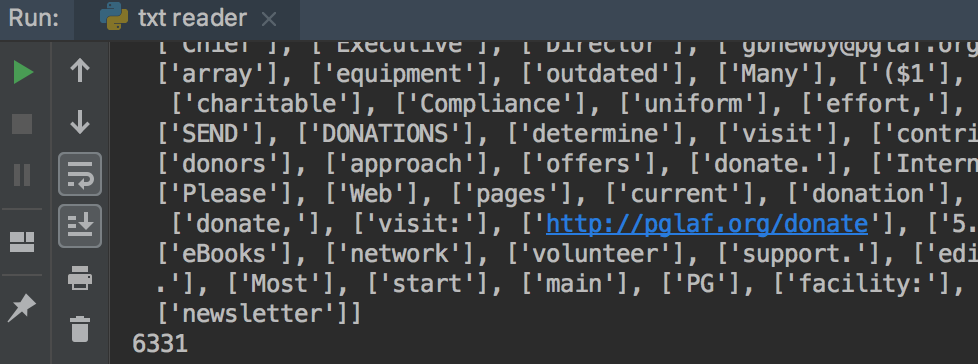 Run: txt reader
['Chief'], ['Executive'], ['Director'], ['gbnewby@pglaf.org
['array'], ['equipment'], ['outdated'], ['Many'], ['($1'],
['charitable'], ['Compliance'], ['uniform'], ['effort,'],
['SEND'], ['DONATIONS'], ['determine'], ['visit'], ['contri
['donors'], ['approach'], ['offers'], ['donate.'], ['Intern
['Please'], ['Web'], ['pages'], ['current'], ['donation'],
['donate,'], ['visit:'], ['http://pglaf.org/donate'], ['5.
['eBooks'], ['network'], ['volunteer'], ['support.'], ['edi
.'], ['Most'], ['start'], ['main'], ['PG'], ['facility:'],
['newsletter']]
6331